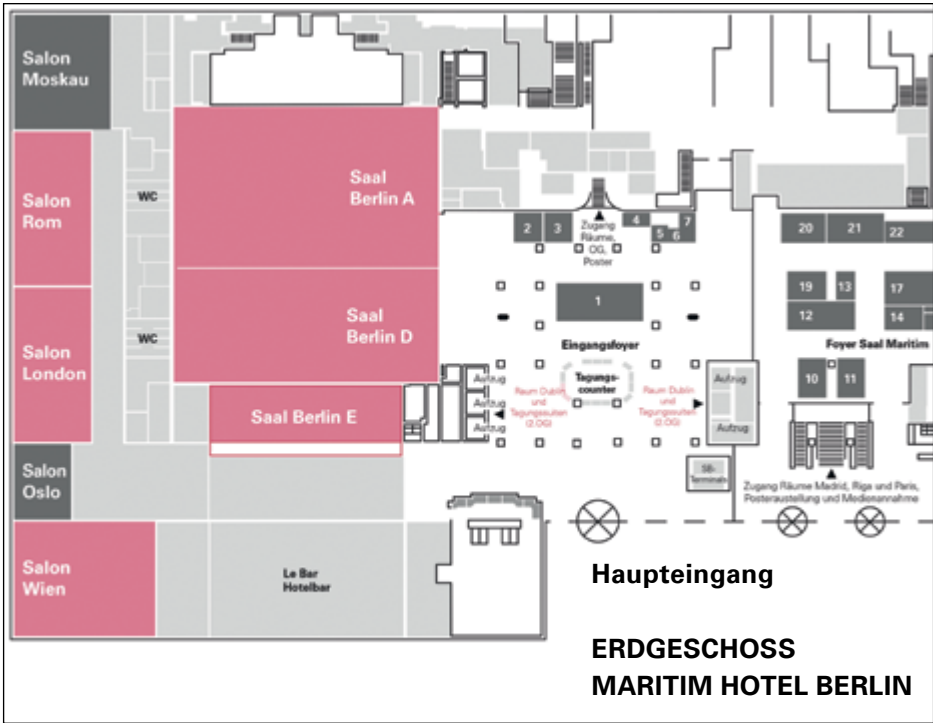 Salon
Moskau
Salon
Rom
WC
Saal
Berlin A
2
3
Zugang
Räume,
OG,
Poster
4
5
6
7
20
21
22
19
13
17
12
14
1
Saal
Berlin D
WC
Salon
London
Eingangsfoyer
Foyer Saal Maritim
Tagungs-
counter
Aufzug
Aufzug
Aufzug
Raum Dublin
und
Tagungssuiten
(2.OG)
Raum Dublin
und
Tagungssuiten
(2.OG)
Aufzug
Aufzug
10
11
Saal Berlin E
Salon
Oslo
SB-
Terminals
Zugang Räume Madrid, Riga und Paris,
Posterausstellung und Medienannahme
Salon
Wien
Le Bar
Hotelbar
Haupteingang
ERDGESCHOSS
MARITIM HOTEL BERLIN